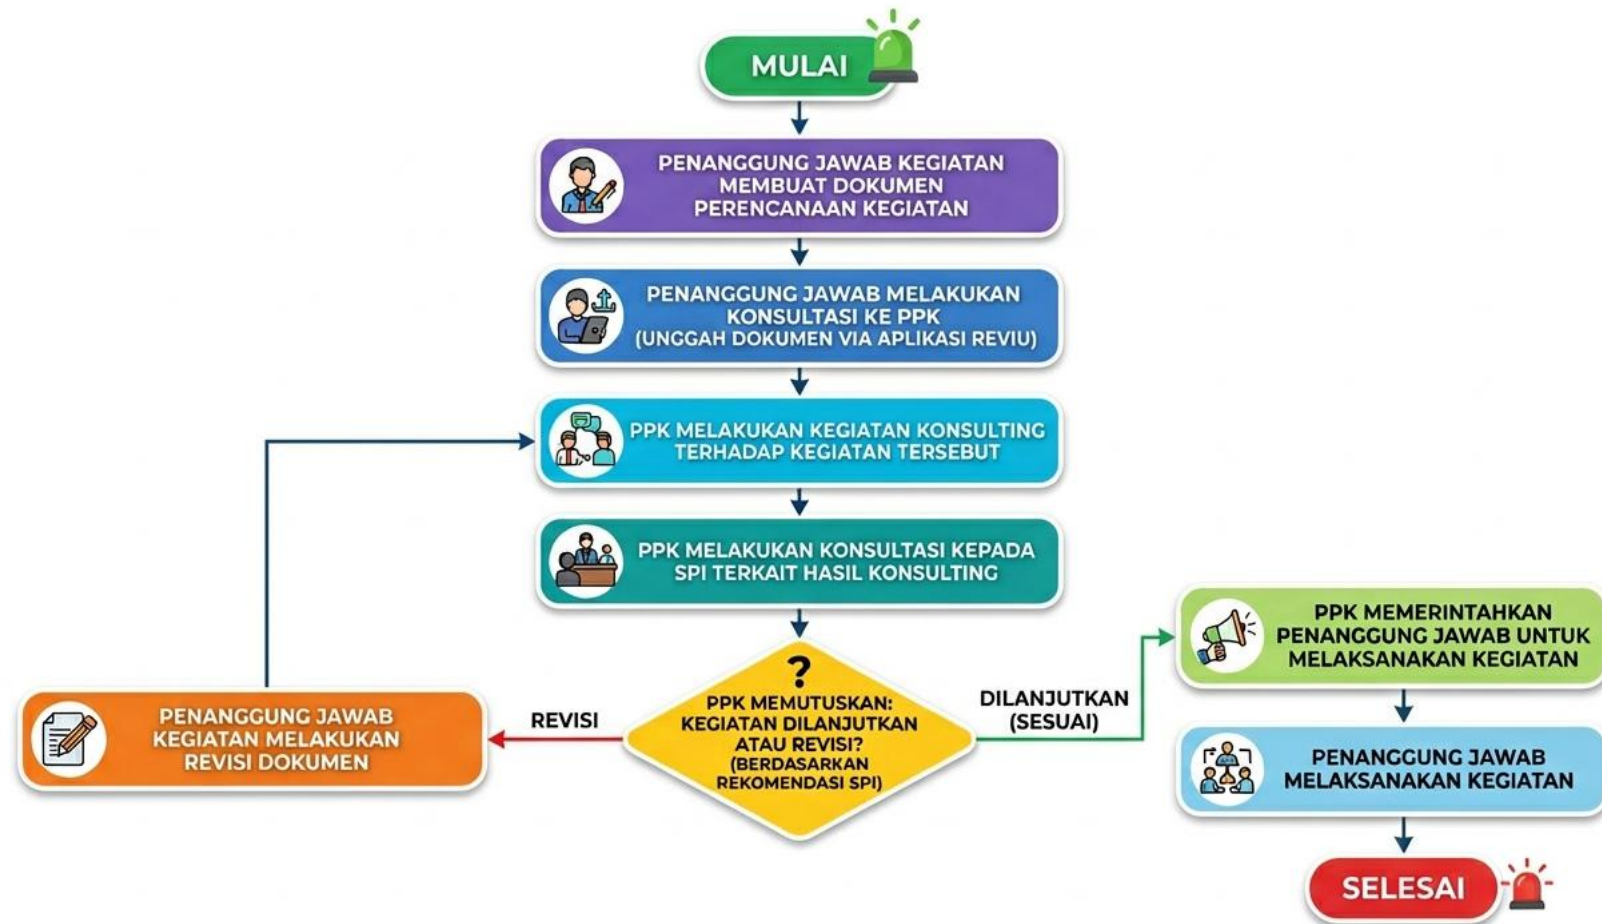 MULAI
PENANGGUNG JAWAB KEGIATAN
MEMBUAT DOKUMEN
PERENCANAAN KEGIATAN
PENANGGUNG JAWAB MELAKUKAN
KONSULTASI KE PPK
(UNGGAH DOKUMEN VIA APLIKASI REVIU)
PPK MELAKUKAN KEGIATAN KONSULTING
TERHADAP KEGIATAN TERSEBUT
PPK MELAKUKAN KONSULTASI KEPADA
SPI TERKAIT HASIL KONSULTING
?
PPK MEMUTUSKAN:
KEGIATAN DILANJUTKAN
ATAU REVISI?
(BERDASARKAN
REKOMENDASI SPI)
REVISI
PENANGGUNG JAWAB
KEGIATAN MELAKUKAN
REVISI DOKUMEN
DILANJUTKAN
(SESUAI)
PPK MEMERINTAHKAN
PENANGGUNG JAWAB UNTUK
MELAKSANAKAN KEGIATAN
PENANGGUNG JAWAB
MELAKSANAKAN KEGIATAN
SELESAI